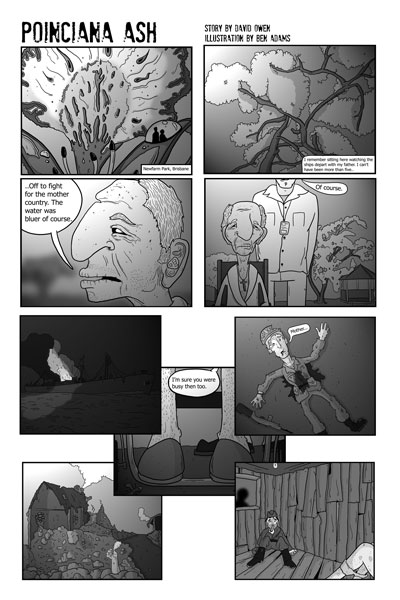 POINCIANA ASH
STORY BY DAVID OWEN
ILLUSTRATION BY BEN ADAMS
Newfarm Park, Brisbane
I remember sitting here watching the
ships depart with my father. I can't
have been more than five..
..Off to fight
for the mother
country. The
water was
bluer of course.
Of course.
Mother..
I'm sure you were
busy then too.